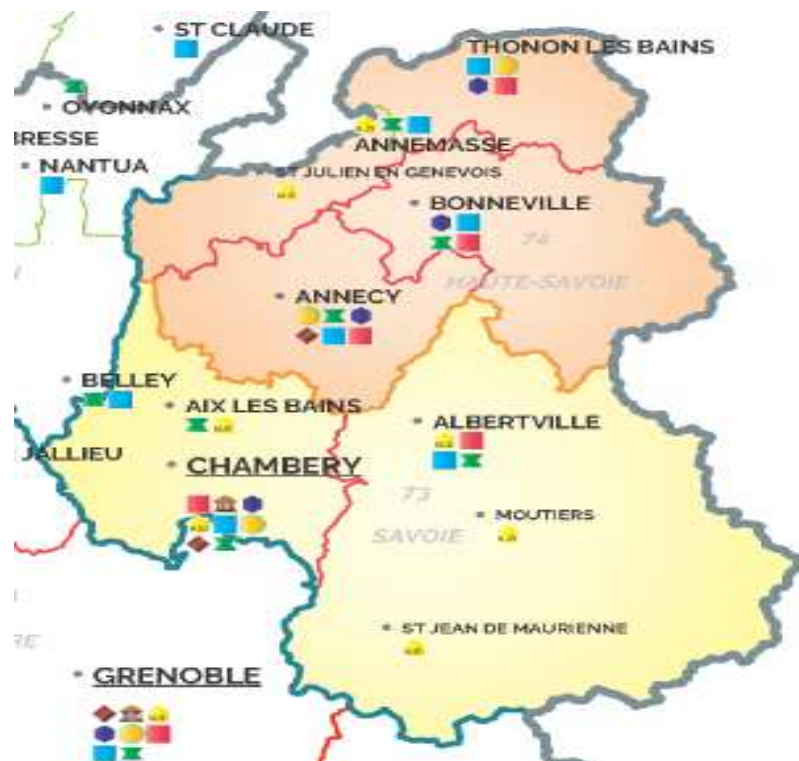 ST CLAUDE
THONON LES BAINS
OYONNAX
BRESSE
ANNEMASSE
NANTUA
ST JULIEN EN GENEVOIS
BONNEVILLE
74
HAUTE-SAVOIE
ANNECY
BELLEY
AIX LES BAINS
ALBERTVILLE
JALLIEU
CHAMBERY
73
MOUTIERS
SAVOIE
ST JEAN DE MAURIENNE
RE
GRENOBLE